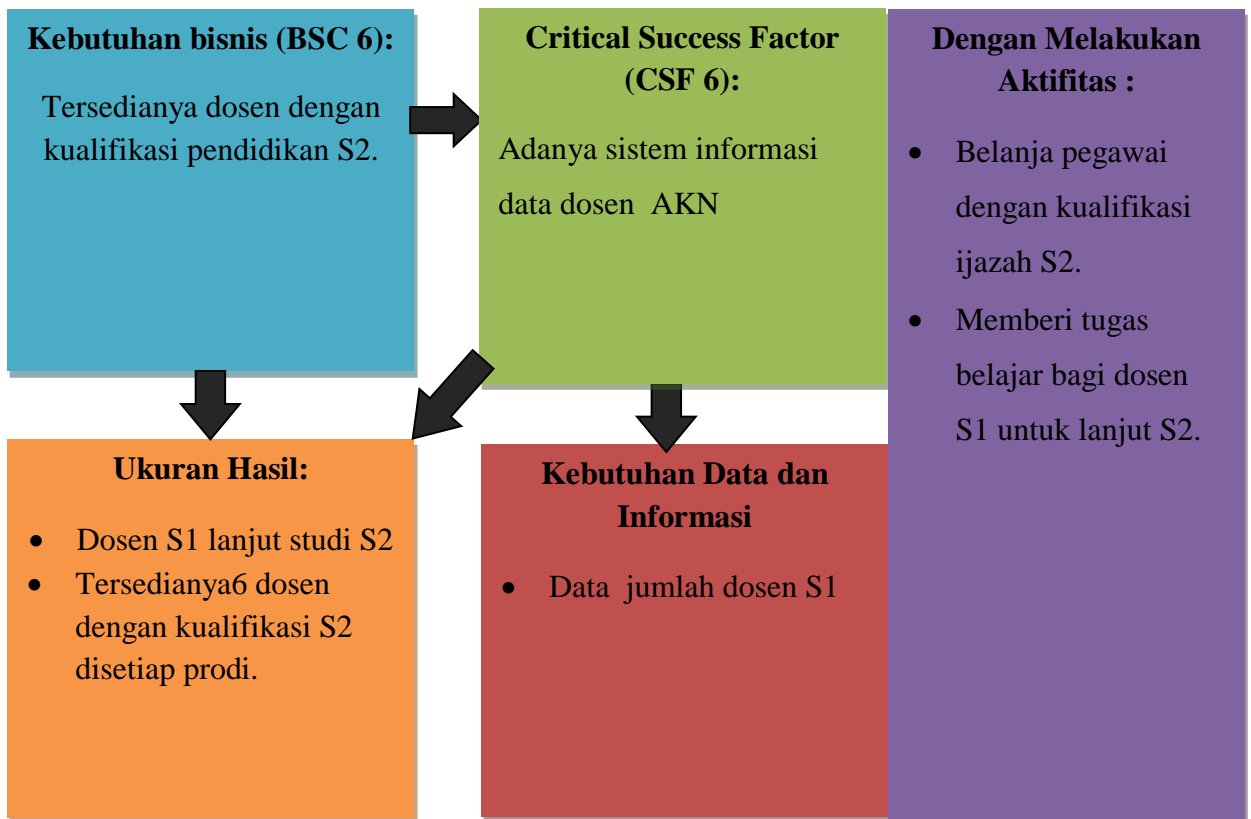 Kebutuhan bisnis (BSC 6):
Tersedianya dosen dengan
kualifikasi pendidikan S2.
Critical Success Factor
(CSF 6):
Adanya sistem informasi
data dosen  AKN
Dengan Melakukan
Aktifitas :
• Belanja pegawai
dengan kualifikasi
ijazah S2.
• Memberi tugas
belajar bagi dosen
S1 untuk lanjut S2.
Ukuran Hasil:
• Dosen S1 lanjut studi S2
• Tersedianya6 dosen
dengan kualifikasi S2
disetiap prodi.
Kebutuhan Data dan
Informasi
• Data  jumlah dosen S1